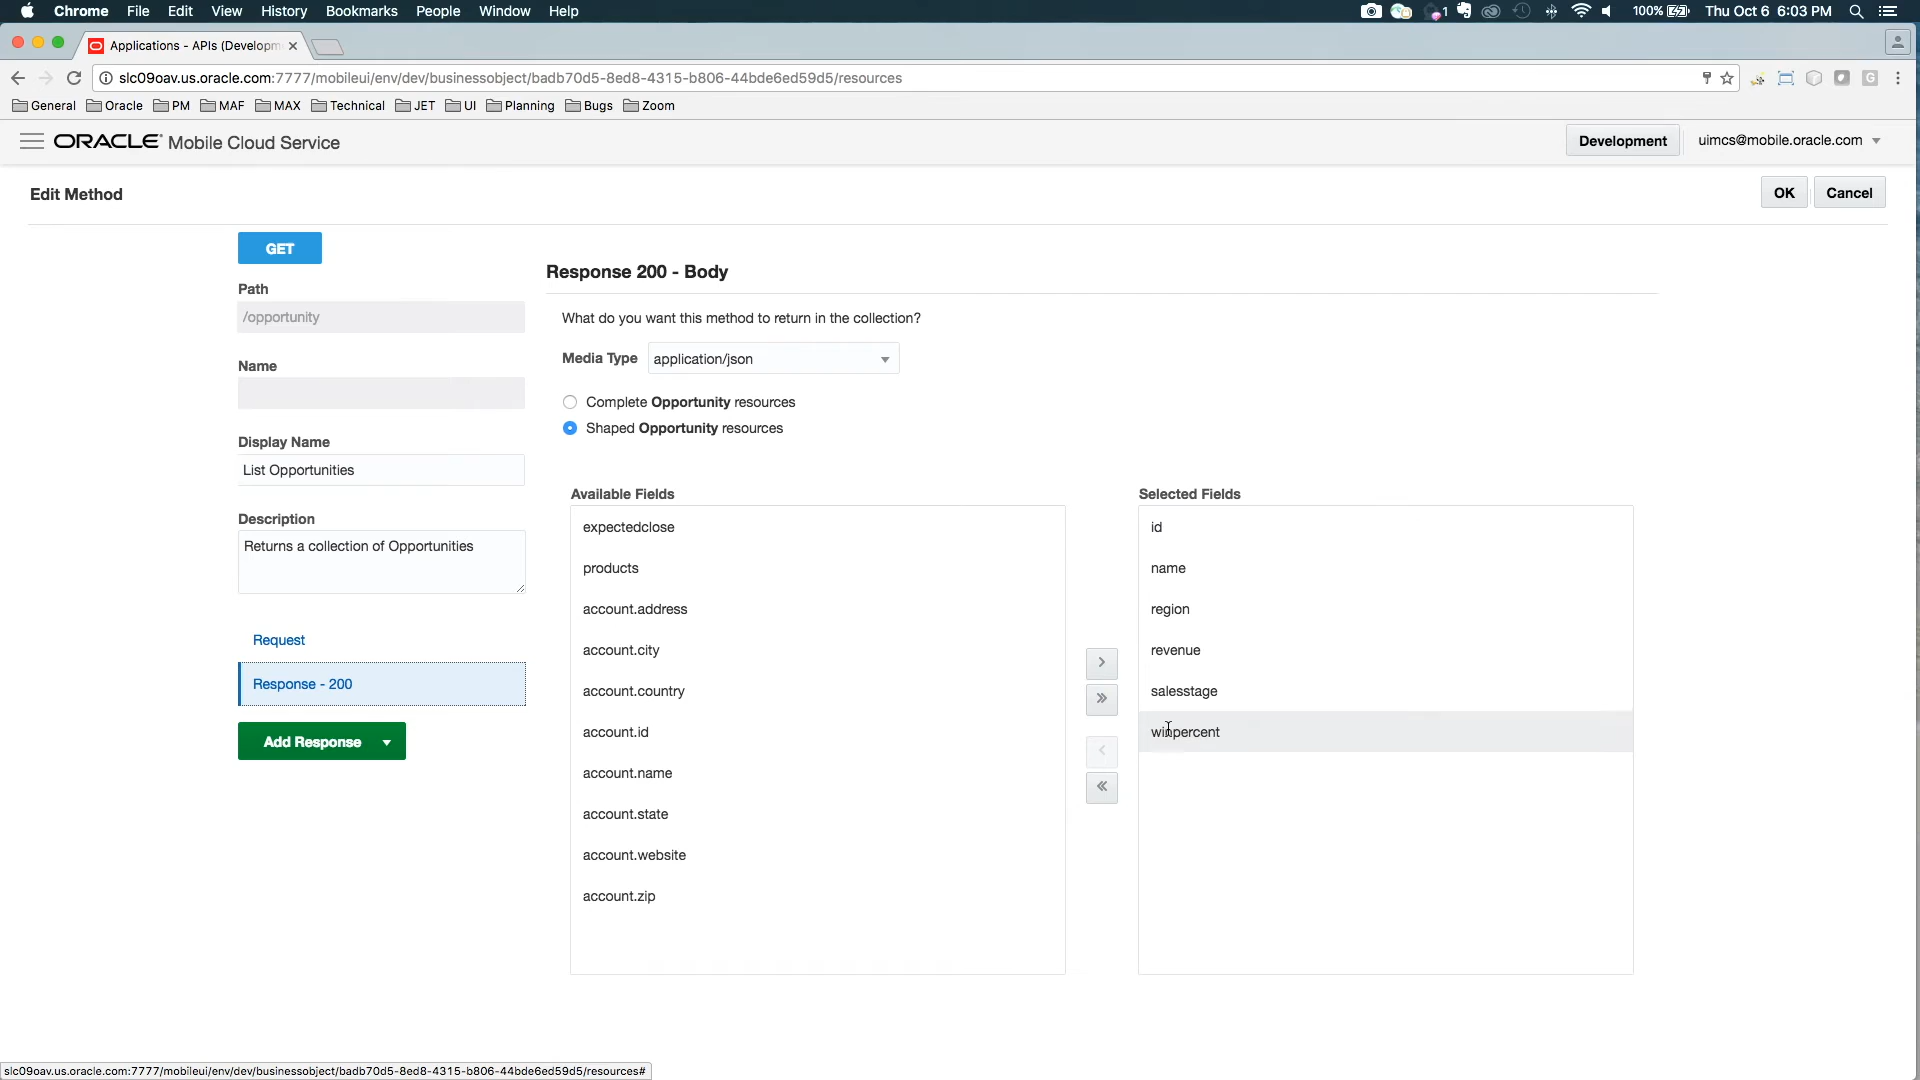 Chrome File Edit View History Bookmarks People Window Help
1 100% Thu Oct 6 6:03 PM
Applications - APIs (Developm
slc09oav.us.oracle.com:7777/mobileui/env/dev/businessobject/badb70d5-8ed8-4315-b806-44bde6ed59d5/resources
General Oracle PM MAF MAX Technical JET UI Planning Bugs Zoom
ORACLE Mobile Cloud Service
Development
uimcs@mobile.oracle.com
Edit Method
OK
Cancel
GET
Path
/opportunity
Name
Display Name
List Opportunities
Description
Returns a collection of Opportunities
Request
Response - 200
Add Response
Response 200 - Body
What do you want this method to return in the collection?
Media Type application/json
Complete Opportunity resources
Shaped Opportunity resources
Available Fields
expectedclose
products
account.address
account.city
account.country
account.id
account.name
account.state
account.website
account.zip
Selected Fields
id
name
region
revenue
salesstage
winpercent
slc09oav.us.oracle.com:7777/mobileui/env/dev/businessobject/badb70d5-8ed8-4315-b806-44bde6ed59d5/resources#